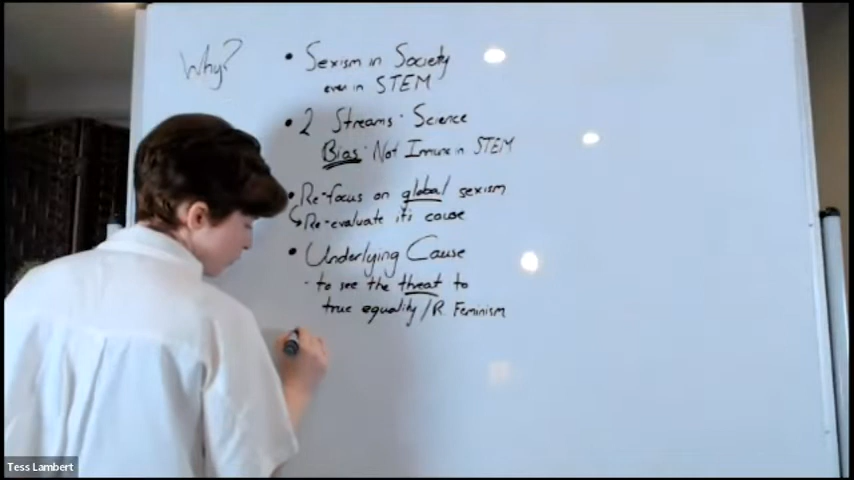 Why?
• Sexism in Society
even in STEM
• 2 Streams · Science
Bias · Not Immune in STEM
• Re-focus on global sexism
↳ Re-evaluate its cause
• Underlying Cause
· to see the threat to
true equality / R. Feminism
Tess Lambert